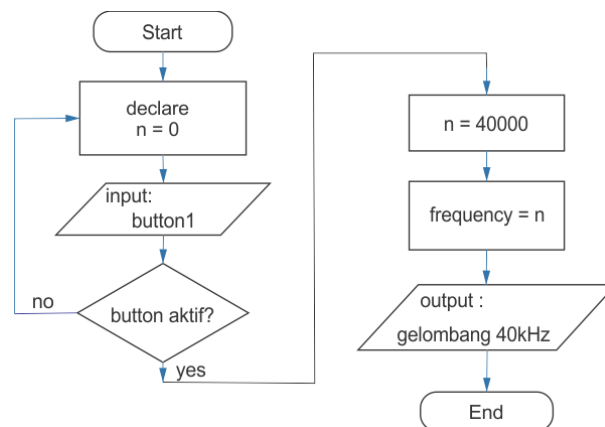 Start
declare
n = 0
input:
button1
button aktif?
no
yes
n = 40000
frequency = n
output :
gelombang 40kHz
End